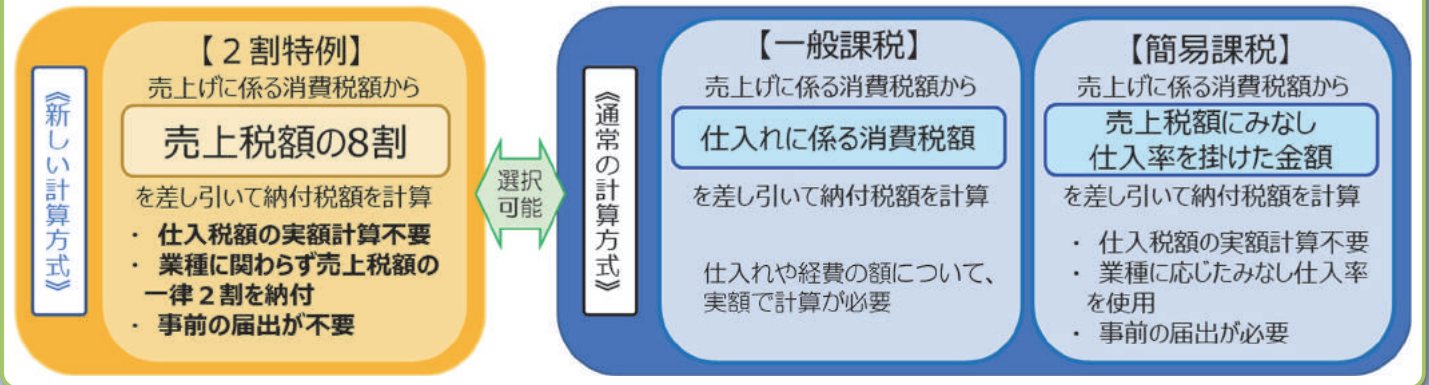 《新しい計算方式》
【２割特例】
売上げに係る消費税額から
売上税額の8割
を差し引いて納付税額を計算
・ 仕入税額の実額計算不要
・ 業種に関わらず売上税額の
一律２割を納付
・ 事前の届出が不要
選択
可能
《通常の計算方式》
【一般課税】
売上げに係る消費税額から
仕入れに係る消費税額
を差し引いて納付税額を計算
仕入れや経費の額について、
実額で計算が必要
【簡易課税】
売上げに係る消費税額から
売上税額にみなし
仕入率を掛けた金額
を差し引いて納付税額を計算
・ 仕入税額の実額計算不要
・ 業種に応じたみなし仕入率
を使用
・ 事前の届出が必要